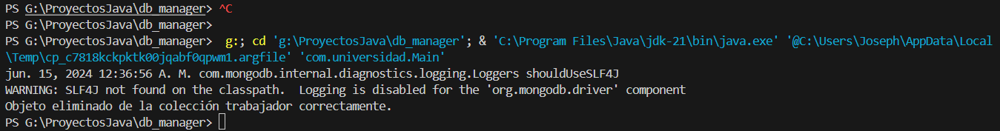 PS G:\ProyectosJava\db_manager> ^C
PS G:\ProyectosJava\db_manager>
PS G:\ProyectosJava\db_manager>  g:; cd 'g:\ProyectosJava\db_manager'; & 'C:\Program Files\Java\jdk-21\bin\java.exe' '@C:\Users\Joseph\AppData\Local
\Temp\cp_c7818kckpktk00jqabf0qpwm1.argfile' 'com.universidad.Main'
jun. 15, 2024 12:36:56 A. M. com.mongodb.internal.diagnostics.logging.Loggers shouldUseSLF4J
WARNING: SLF4J not found on the classpath.  Logging is disabled for the 'org.mongodb.driver' component
Objeto eliminado de la colección trabajador correctamente.
PS G:\ProyectosJava\db_manager>